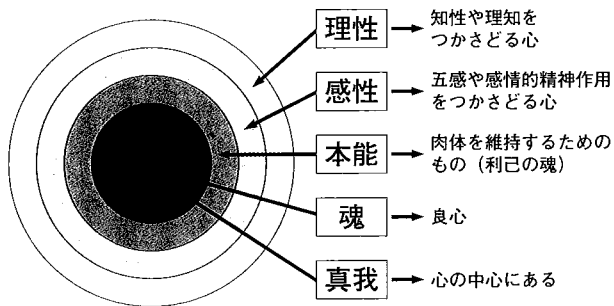 理性
知性や理知を
つかさどる心
感性
五感や感情的精神作用
をつかさどる心
本能
肉体を維持するための
もの（利己の魂）
魂
良心
真我
心の中心にある